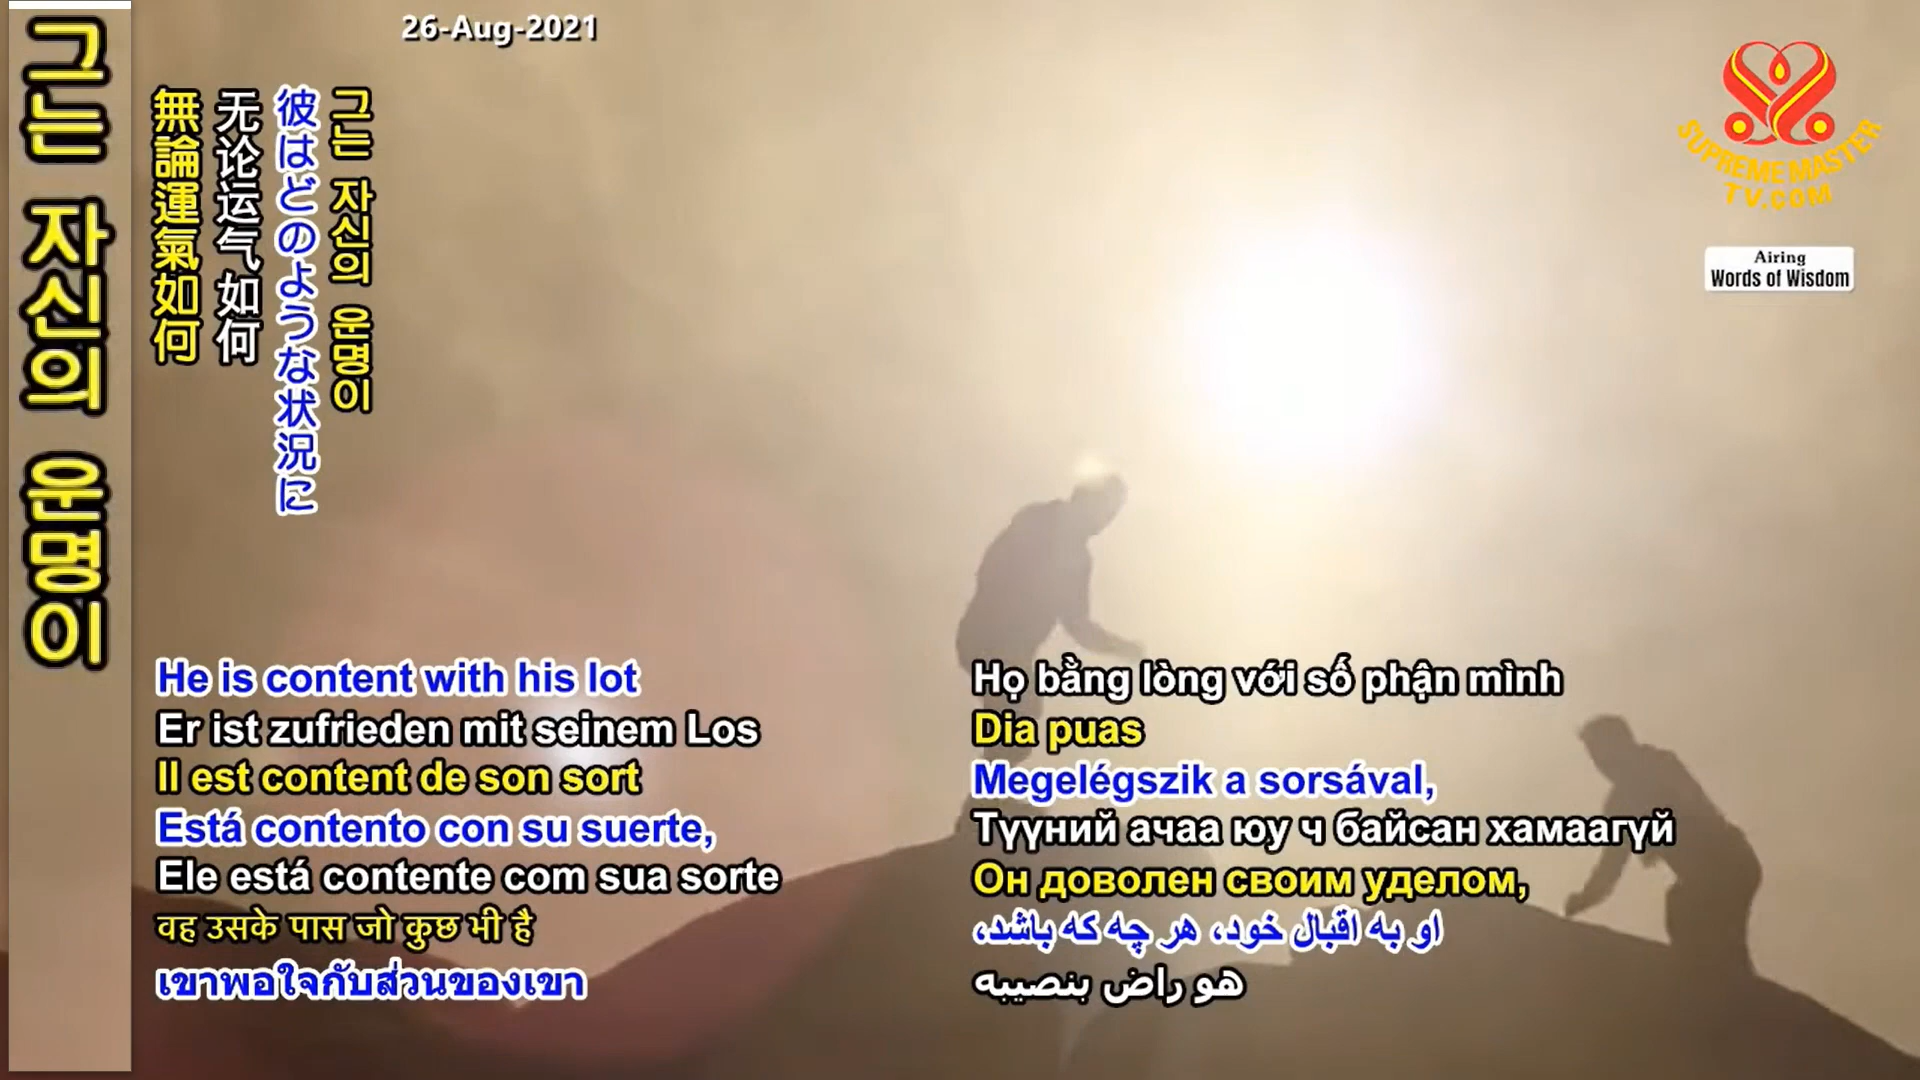 그는 자신의 운명이
26-Aug-2021
그는 자신의 운명이
彼はどのような状況に
无论运气如何
無論運氣如何
SUPREME MASTER
TV.COM
Airing
Words of Wisdom
He is content with his lot
Er ist zufrieden mit seinem Los
Il est content de son sort
Está contento con su suerte,
Ele está contente com sua sorte
वह उसके पास जो कुछ भी है
เขาพอใจกับส่วนของเขา
Họ bằng lòng với số phận mình
Dia puas
Megelégszik a sorsával,
Түүний ачаа юу ч байсан хамаагүй
Он доволен своим уделом,
او به اقبال خود، هر چه که باشد،
هو راض بنصيبه